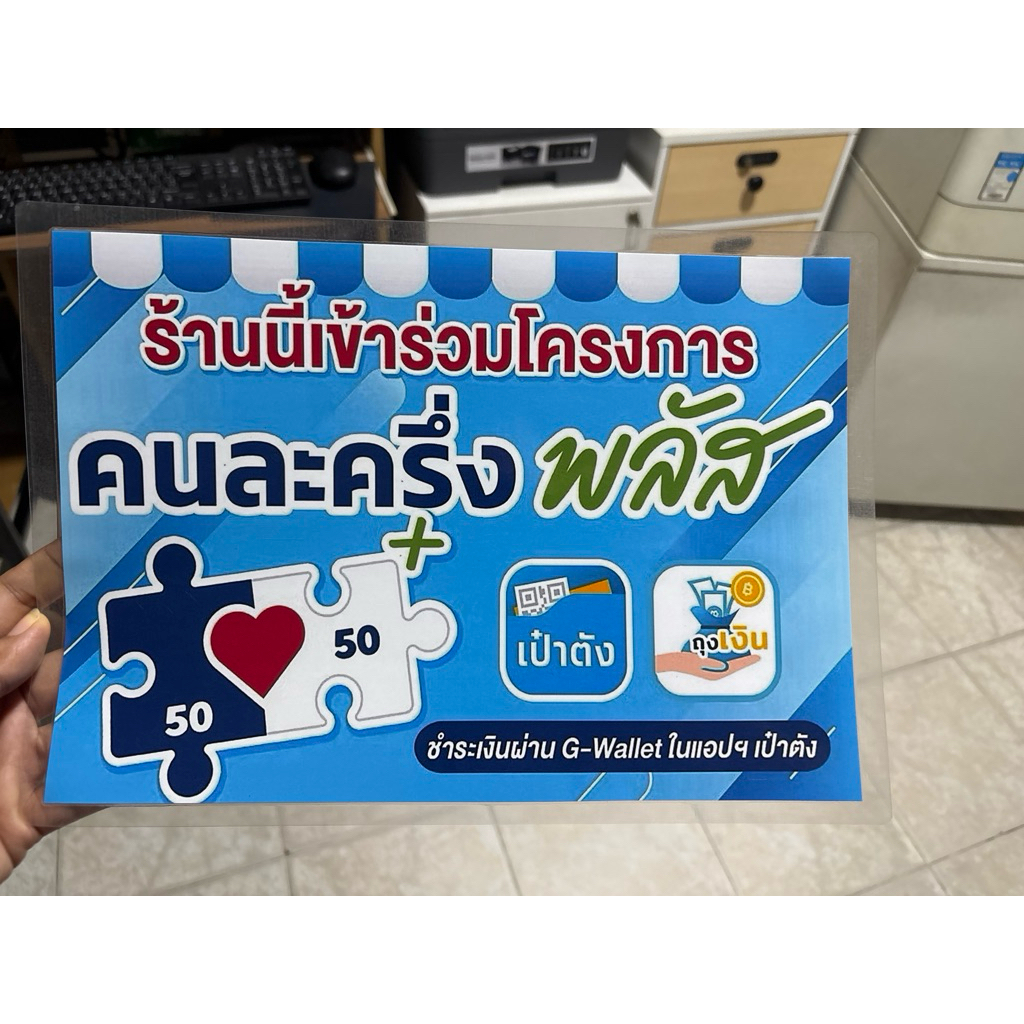 ร้านนี้เข้าร่วมโครงการ
คนละครึ่ง พลัส
+
50
50
เป๋าตัง
ถุงเงิน
ชำระเงินผ่าน G-Wallet ในแอปฯ เป๋าตัง